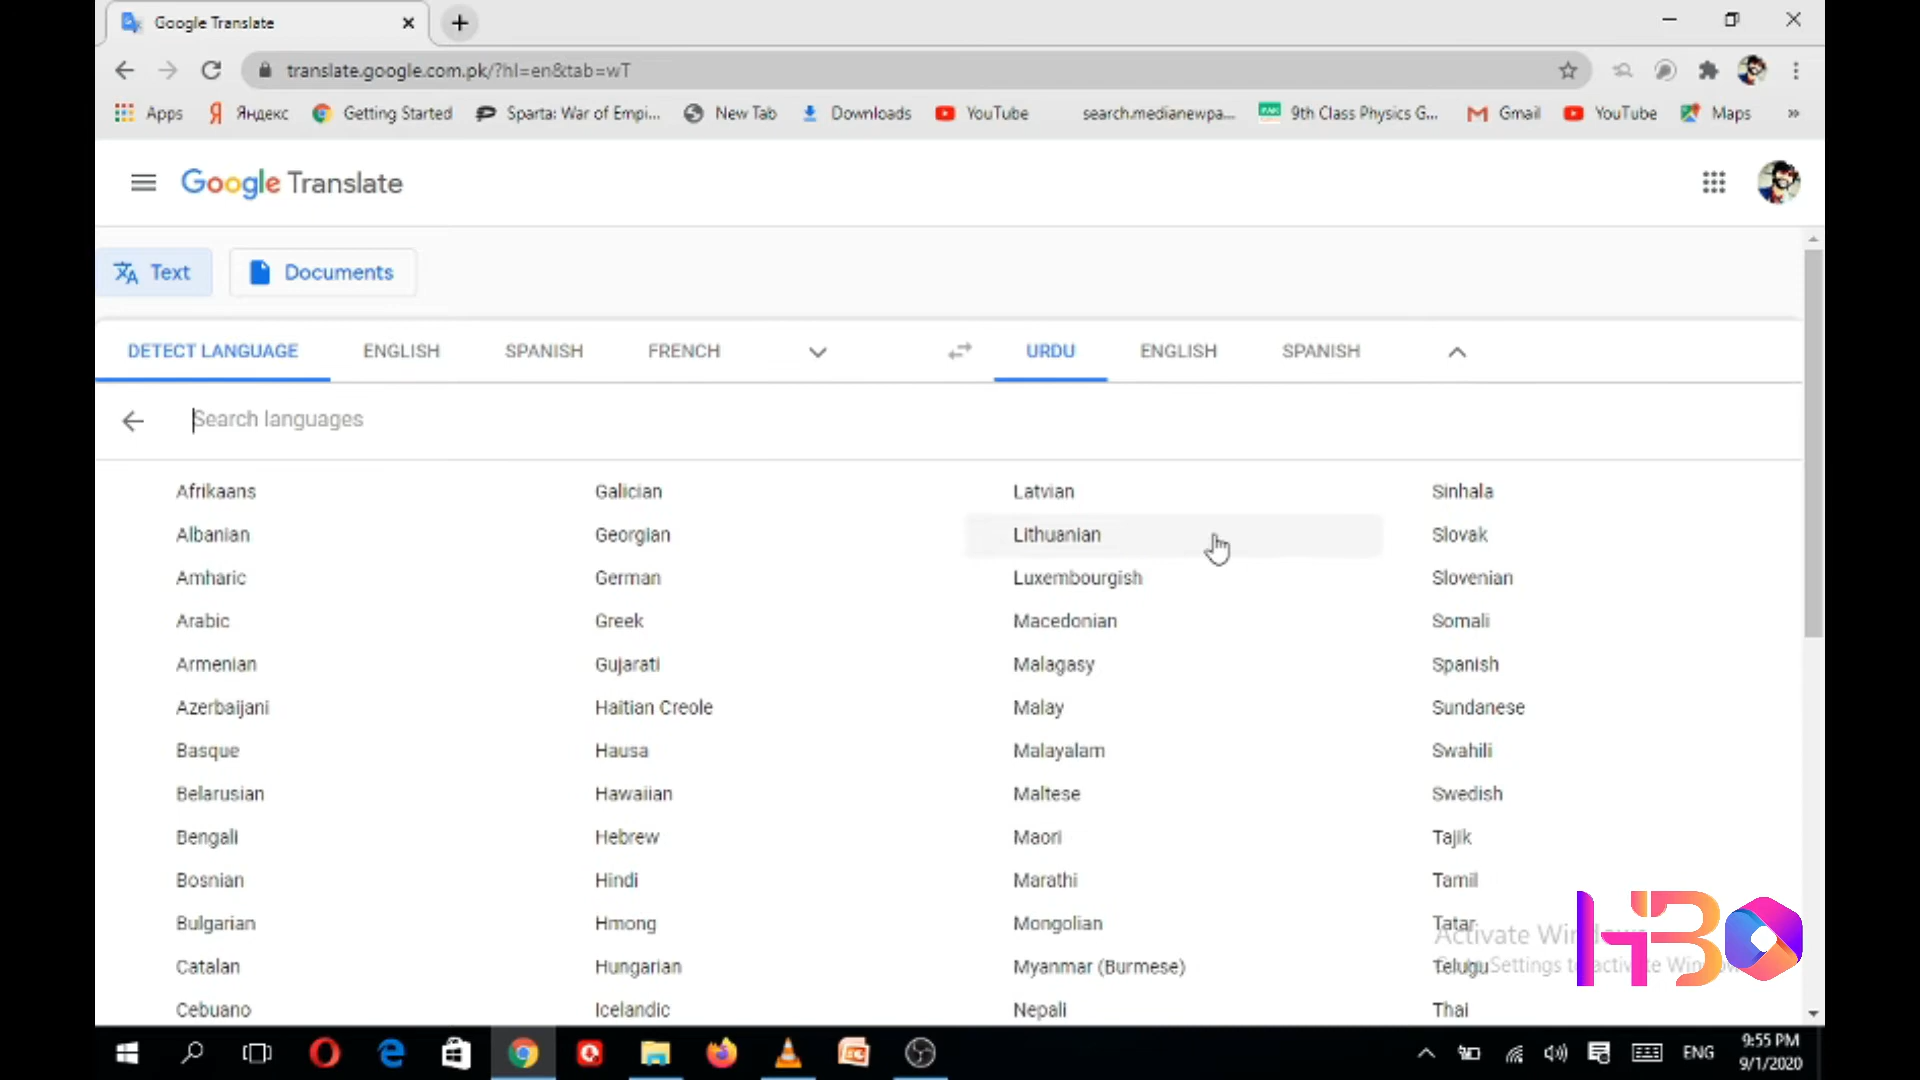 Google Translate
translate.google.com.pk/?hl=en&tab=wT
Apps Яндекс Getting Started Sparta: War of Empi... New Tab Downloads YouTube search.medianewpa... 9th Class Physics G... Gmail YouTube Maps »
Google Translate
Text Documents
DETECT LANGUAGE ENGLISH SPANISH FRENCH URDU ENGLISH SPANISH
Search languages
Afrikaans Galician Latvian Sinhala
Albanian Georgian Lithuanian Slovak
Amharic German Luxembourgish Slovenian
Arabic Greek Macedonian Somali
Armenian Gujarati Malagasy Spanish
Azerbaijani Haitian Creole Malay Sundanese
Basque Hausa Malayalam Swahili
Belarusian Hawaiian Maltese Swedish
Bengali Hebrew Maori Tajik
Bosnian Hindi Marathi Tamil
Bulgarian Hmong Mongolian Tatar
Activate
Catalan Hungarian Myanmar (Burmese) Telugu
Settings
Cebuano Icelandic Nepali Thai
HBO
ENG 9:55 PM
9/1/2020